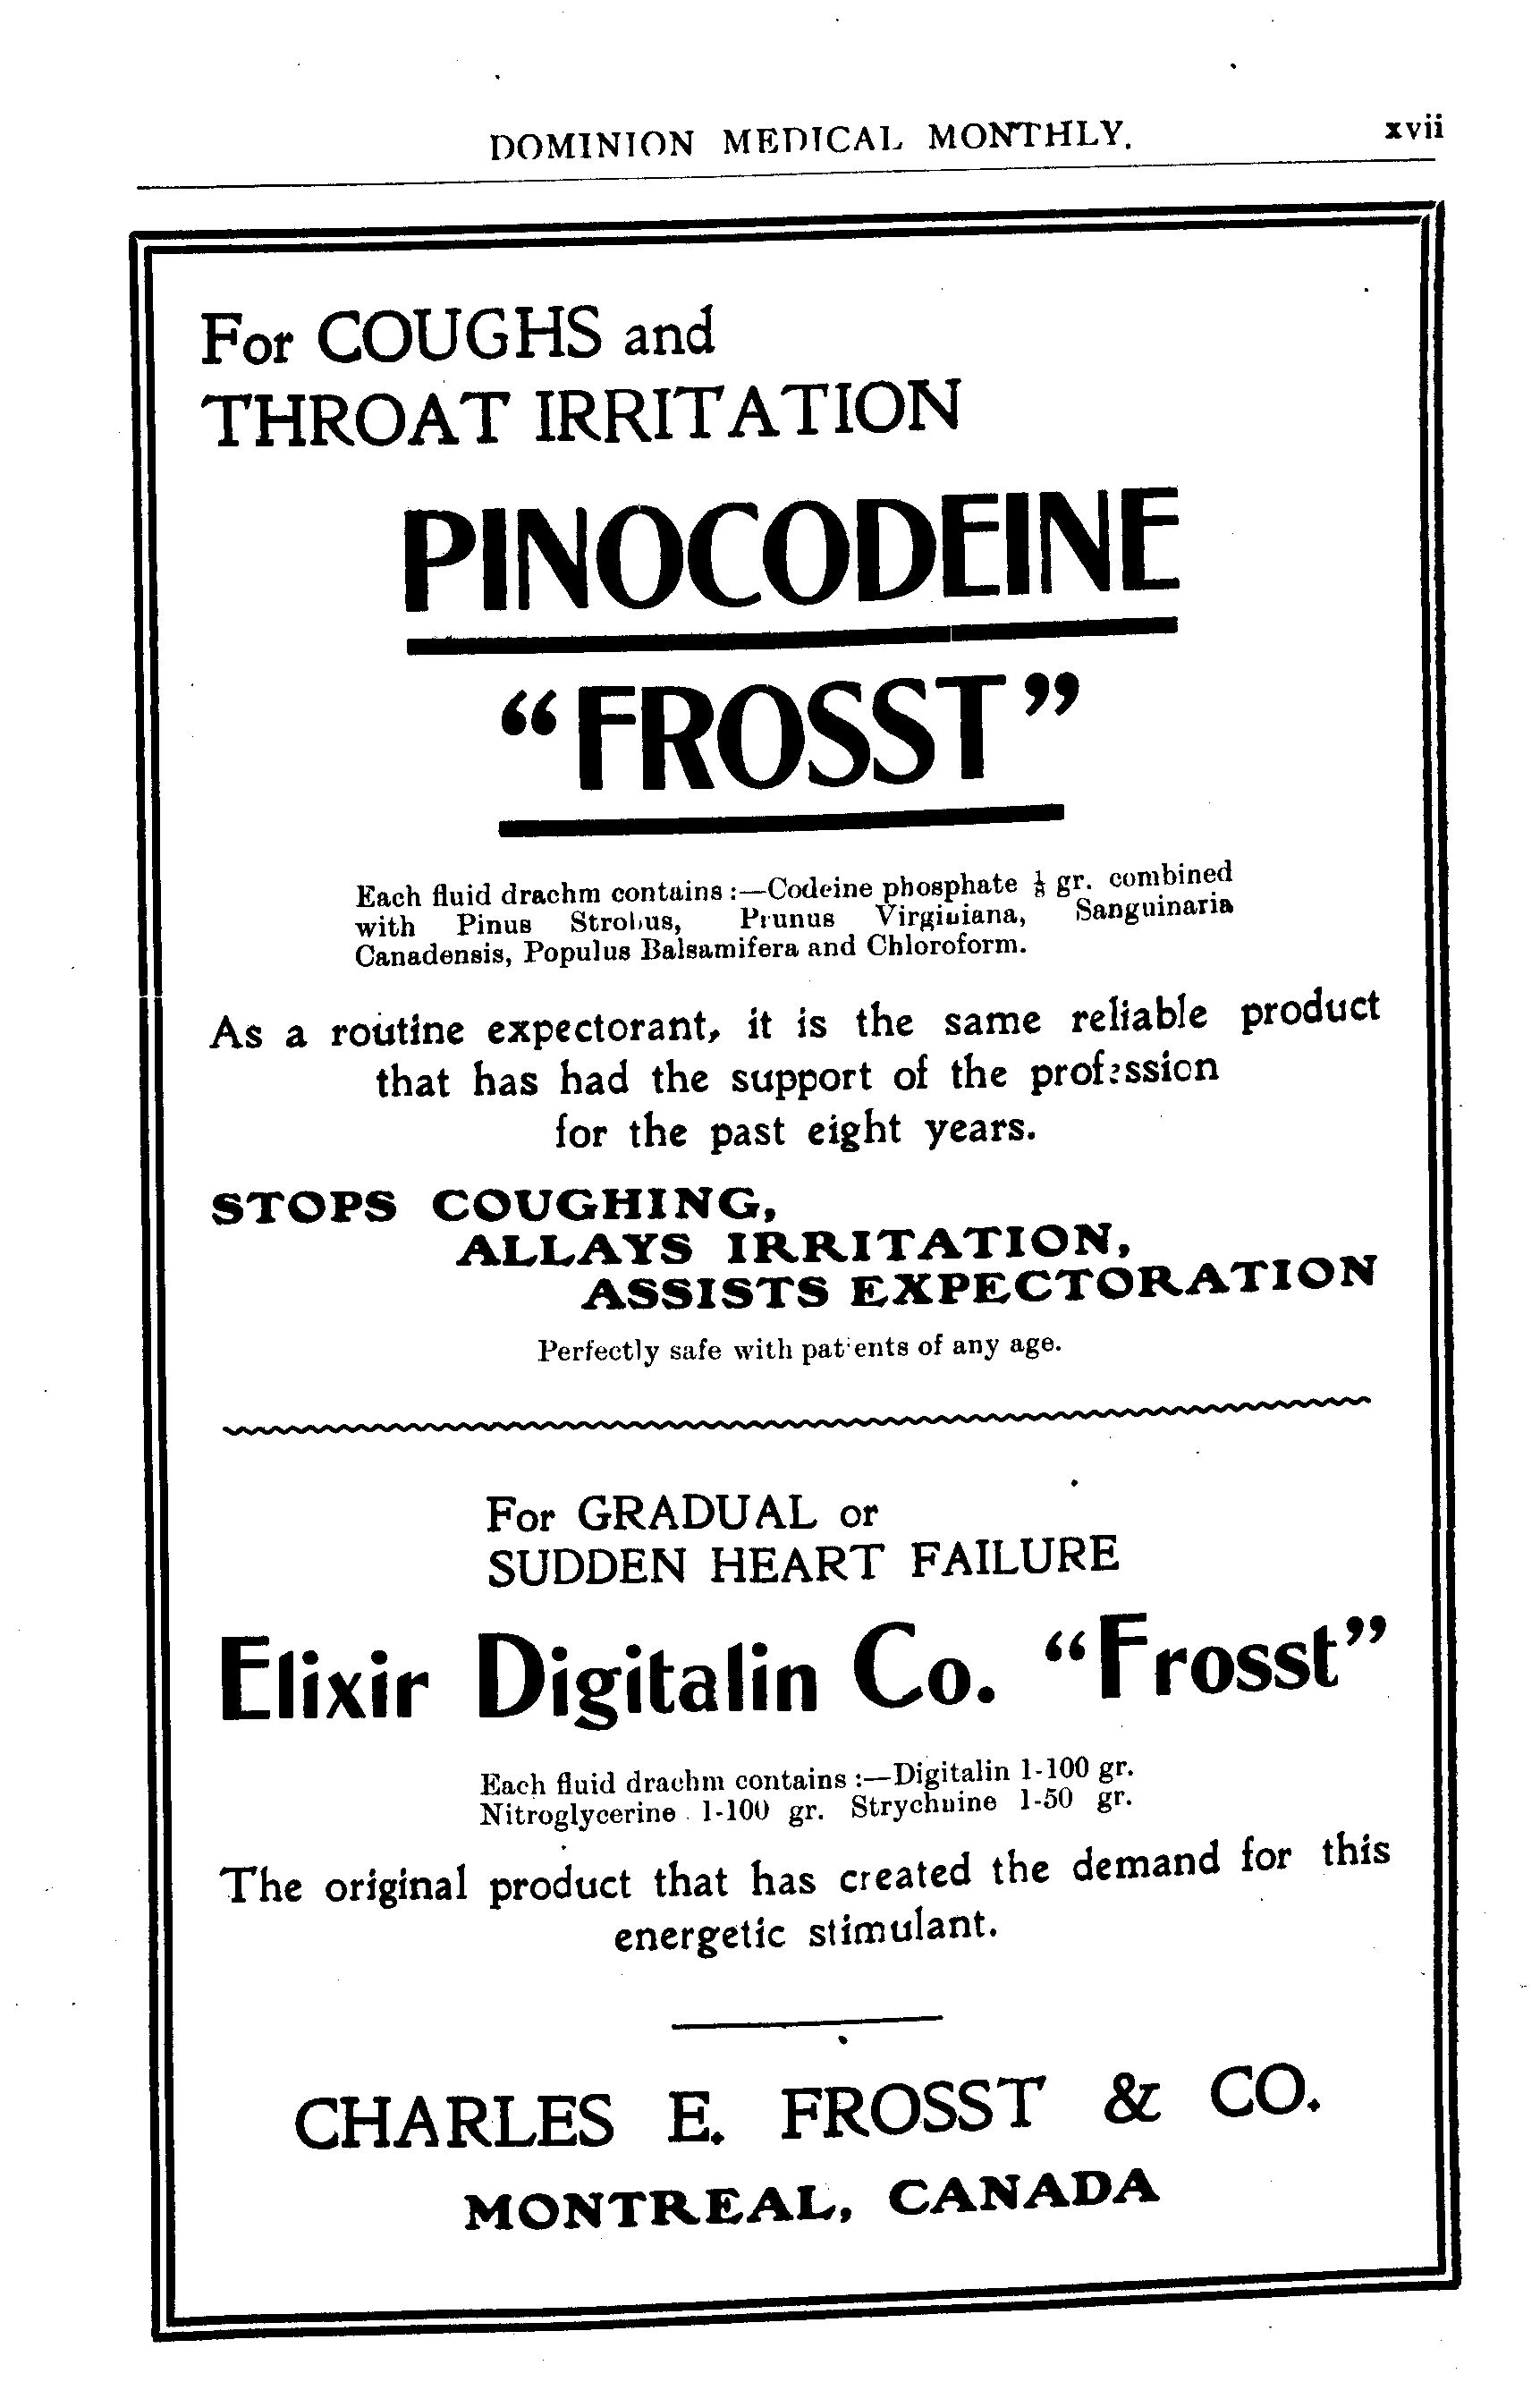 DOMINION MEDICAL MONTHLY. xvii
For COUGHS and
THROAT IRRITATION
PINOCODEINE
“FROSST”
Each fluid drachm contains :—Codeine phosphate ⅛ gr. combined
with Pinus Strobus, Prunus Virginiana, Sanguinaria
Canadensis, Populus Balsamifera and Chloroform.
As a routine expectorant, it is the same reliable product
that has had the support of the profession
for the past eight years.
STOPS COUGHING,
ALLAYS IRRITATION,
ASSISTS EXPECTORATION
Perfectly safe with patients of any age.
For GRADUAL or
SUDDEN HEART FAILURE
Elixir Digitalin Co. “Frosst”
Each fluid drachm contains :—Digitalin 1-100 gr.
Nitroglycerine 1-100 gr. Strychnine 1-50 gr.
The original product that has created the demand for this
energetic stimulant.
CHARLES E. FROSST & CO.
MONTREAL, CANADA